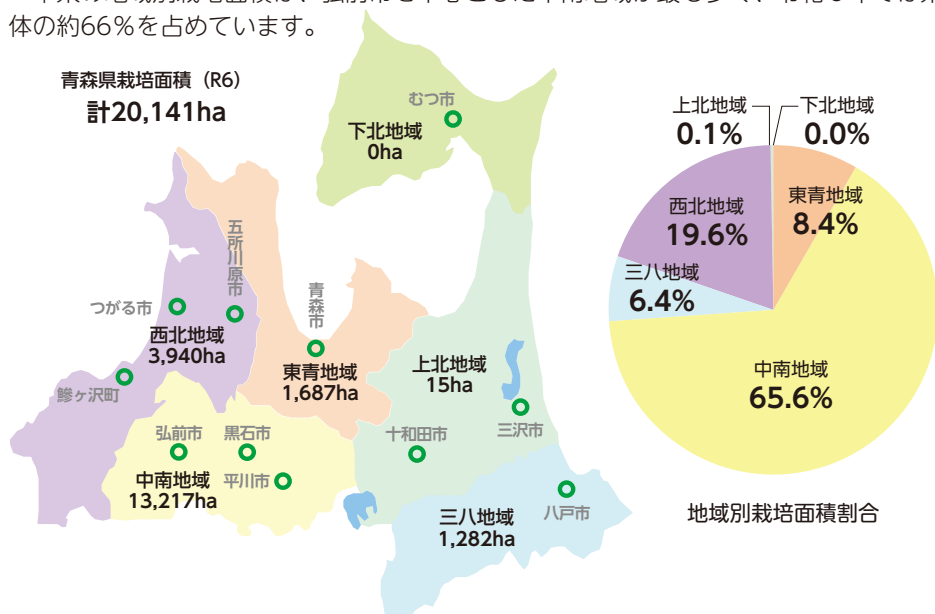 体の約66％を占めています。
青森県栽培面積（R6）
計20,141ha
むつ市
下北地域
0ha
五所川原市
つがる市
西北地域
3,940ha
鰺ヶ沢町
青森市
東青地域
1,687ha
上北地域
15ha
十和田市
三沢市
弘前市
黒石市
平川市
中南地域
13,217ha
三八地域
1,282ha
八戸市
上北地域
0.1%
下北地域
0.0%
東青地域
8.4%
西北地域
19.6%
三八地域
6.4%
中南地域
65.6%
地域別栽培面積割合